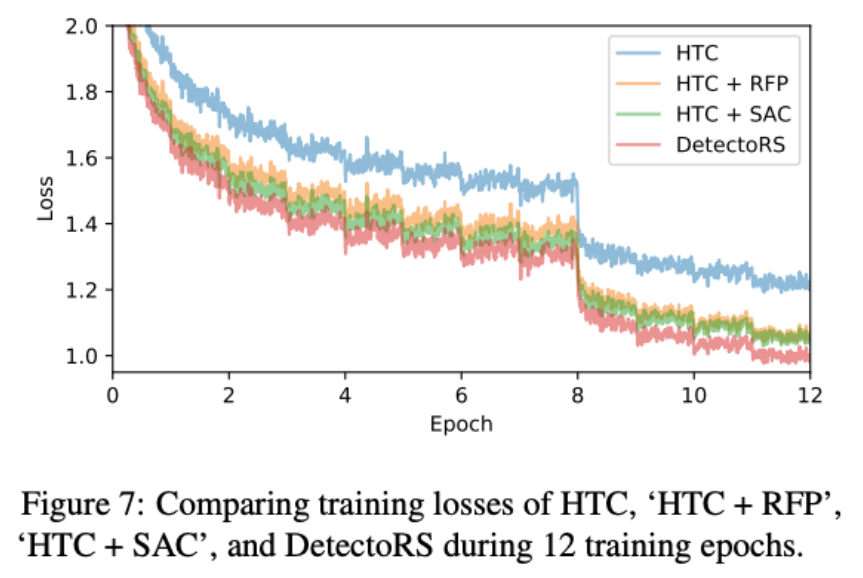 2.0
1.8
1.6
1.4
1.2
1.0
Loss
0
2
4
6
8
10
12
Epoch
HTC
HTC + RFP
HTC + SAC
DetectoRS
Figure 7: Comparing training losses of HTC, ‘HTC + RFP’,
‘HTC + SAC’, and DetectoRS during 12 training epochs.